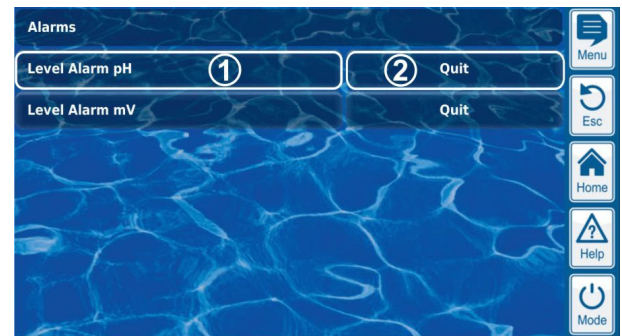 Alarms
Level Alarm pH ① ② Quit
Level Alarm mV Quit
Menu
Esc
Home
? Help
Mode